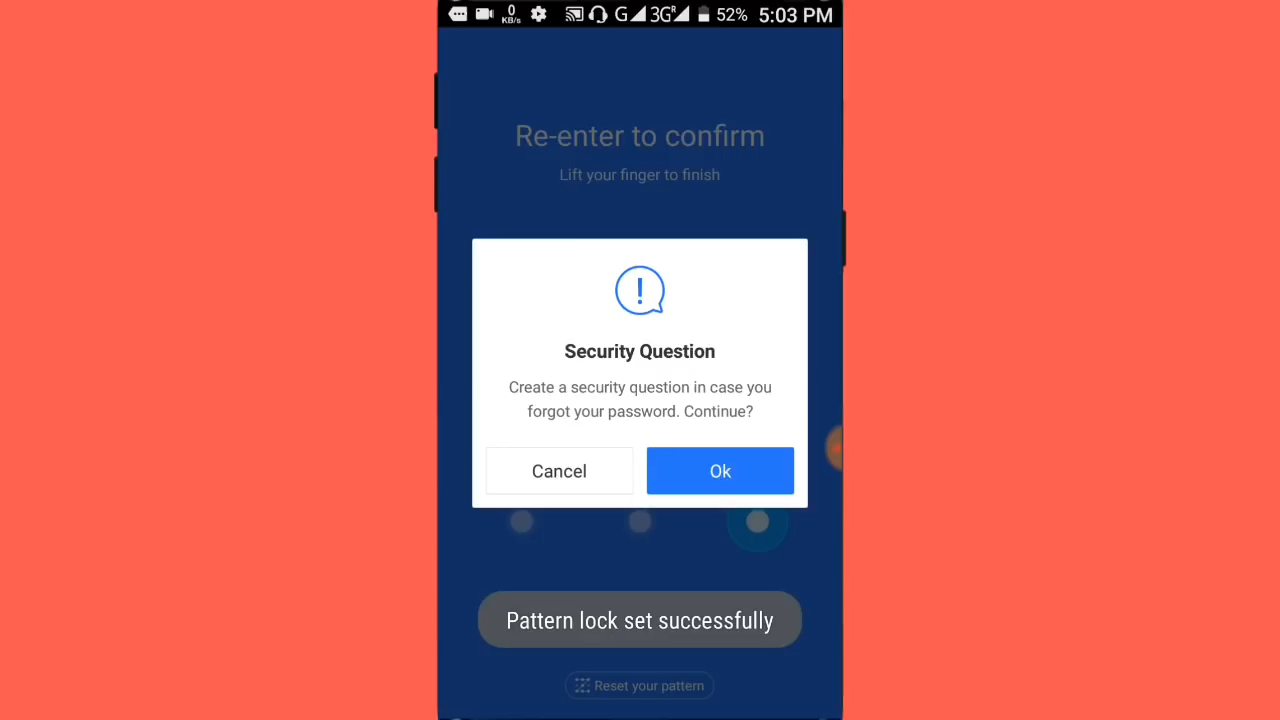 0
KB/s
G
3G R
52%
5:03 PM
Re-enter to confirm
Lift your finger to finish
!
Security Question
Create a security question in case you
forgot your password. Continue?
Cancel
Ok
Pattern lock set successfully
Reset your pattern